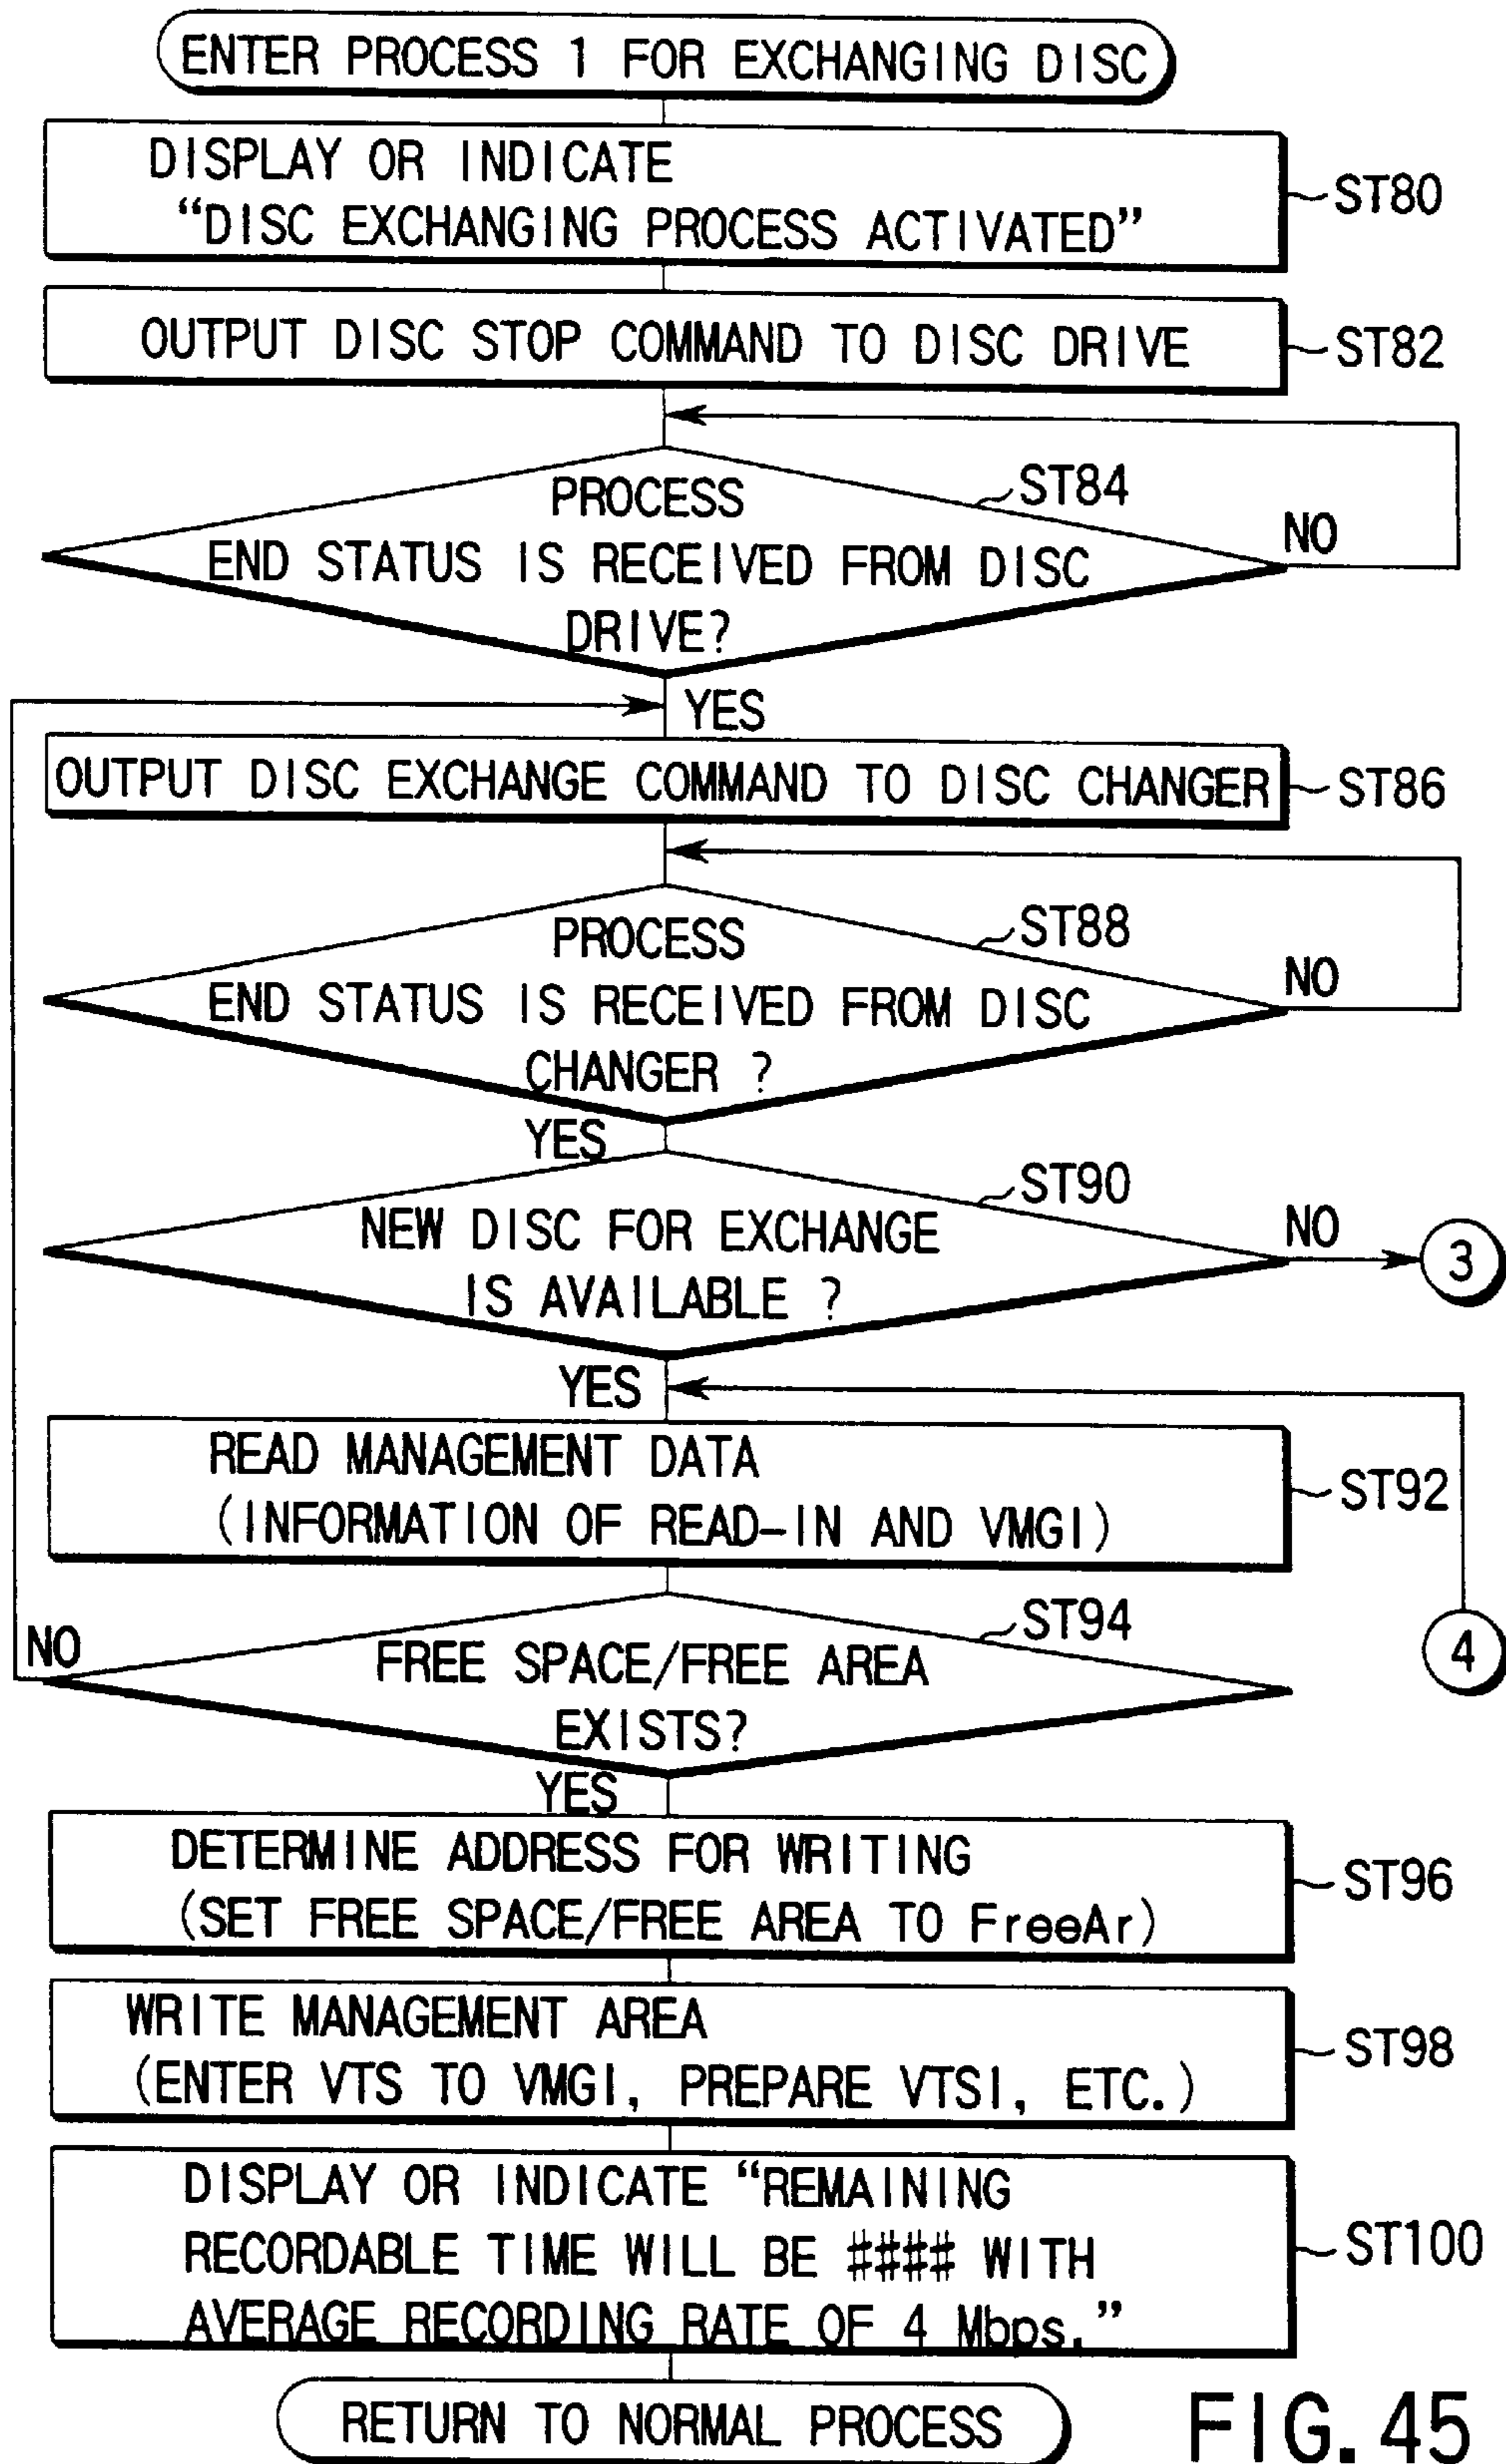 ENTER PROCESS 1 FOR EXCHANGING DISC
DISPLAY OR INDICATE
“DISC EXCHANGING PROCESS ACTIVATED”
ST80
OUTPUT DISC STOP COMMAND TO DISC DRIVE
ST82
ST84
PROCESS
END STATUS IS RECEIVED FROM DISC
DRIVE?
NO
YES
OUTPUT DISC EXCHANGE COMMAND TO DISC CHANGER
ST86
ST88
PROCESS
END STATUS IS RECEIVED FROM DISC
CHANGER ?
NO
YES
ST90
NEW DISC FOR EXCHANGE
IS AVAILABLE ?
NO
3
YES
READ MANAGEMENT DATA
(INFORMATION OF READ-IN AND VMGI)
ST92
ST94
FREE SPACE/FREE AREA
EXISTS?
NO
4
YES
DETERMINE ADDRESS FOR WRITING
(SET FREE SPACE/FREE AREA TO FreeAr)
ST96
WRITE MANAGEMENT AREA
(ENTER VTS TO VMGI, PREPARE VTSI, ETC.)
ST98
DISPLAY OR INDICATE “REMAINING
RECORDABLE TIME WILL BE #### WITH
AVERAGE RECORDING RATE OF 4 Mbps.”
ST100
RETURN TO NORMAL PROCESS
FIG. 45